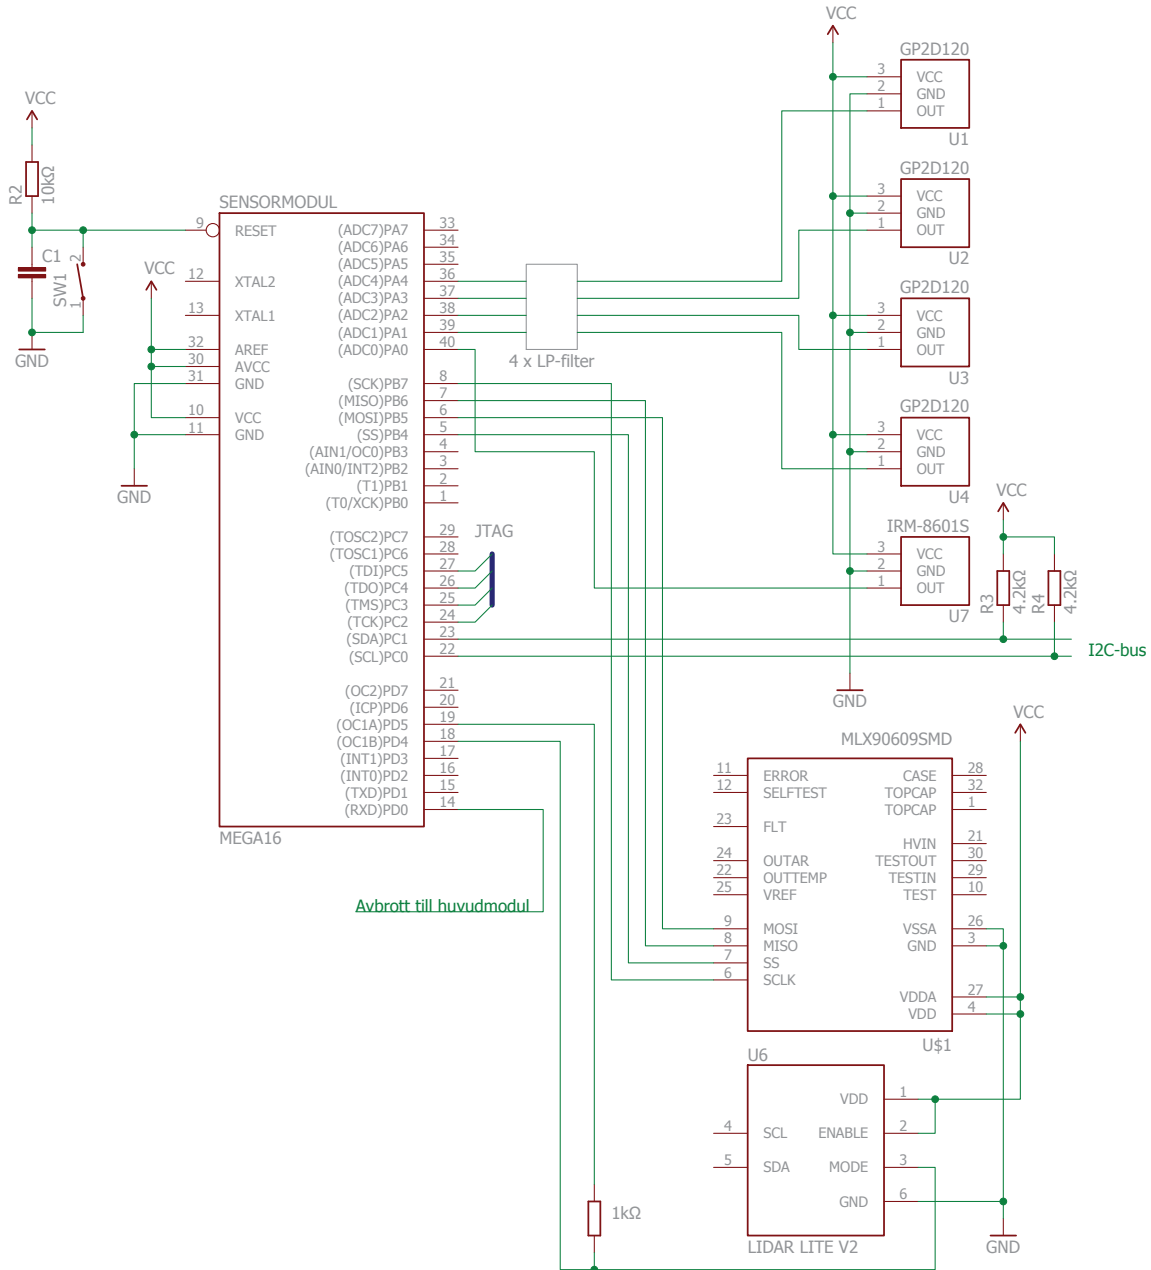 VCC
R2
10kΩ
C1
SW1
2
1
GND
VCC
GND
SENSORMODUL
9 RESET
12 XTAL2
13 XTAL1
32 AREF
30 AVCC
31 GND
10 VCC
11 GND
(ADC7)PA7 33
(ADC6)PA6 34
(ADC5)PA5 35
(ADC4)PA4 36
(ADC3)PA3 37
(ADC2)PA2 38
(ADC1)PA1 39
(ADC0)PA0 40
(SCK)PB7 8
(MISO)PB6 7
(MOSI)PB5 6
(SS)PB4 5
(AIN1/OC0)PB3 4
(AIN0/INT2)PB2 3
(T1)PB1 2
(T0/XCK)PB0 1
(TOSC2)PC7 29
(TOSC1)PC6 28
(TDI)PC5 27
(TDO)PC4 26
(TMS)PC3 25
(TCK)PC2 24
(SDA)PC1 23
(SCL)PC0 22
(OC2)PD7 21
(ICP)PD6 20
(OC1A)PD5 19
(OC1B)PD4 18
(INT1)PD3 17
(INT0)PD2 16
(TXD)PD1 15
(RXD)PD0 14
MEGA16
4 x LP-filter
JTAG
Avbrott till huvudmodul
VCC
GP2D120
3 VCC
2 GND
1 OUT
U1
GP2D120
3 VCC
2 GND
1 OUT
U2
GP2D120
3 VCC
2 GND
1 OUT
U3
GP2D120
3 VCC
2 GND
1 OUT
U4
IRM-8601S
3 VCC
2 GND
1 OUT
U7
GND
VCC
R3
4.2kΩ
R4
4.2kΩ
I2C-bus
VCC
MLX90609SMD
11 ERROR
12 SELFTEST
23 FLT
24 OUTAR
22 OUTTEMP
25 VREF
9 MOSI
8 MISO
7 SS
6 SCLK
CASE 28
TOPCAP 32
TOPCAP 1
HVIN 21
TESTOUT 30
TESTIN 29
TEST 10
VSSA 26
GND 3
VDDA 27
VDD 4
U$1
U6
4 SCL
5 SDA
VDD 1
ENABLE 2
MODE 3
GND 6
LIDAR LITE V2
GND
1kΩ